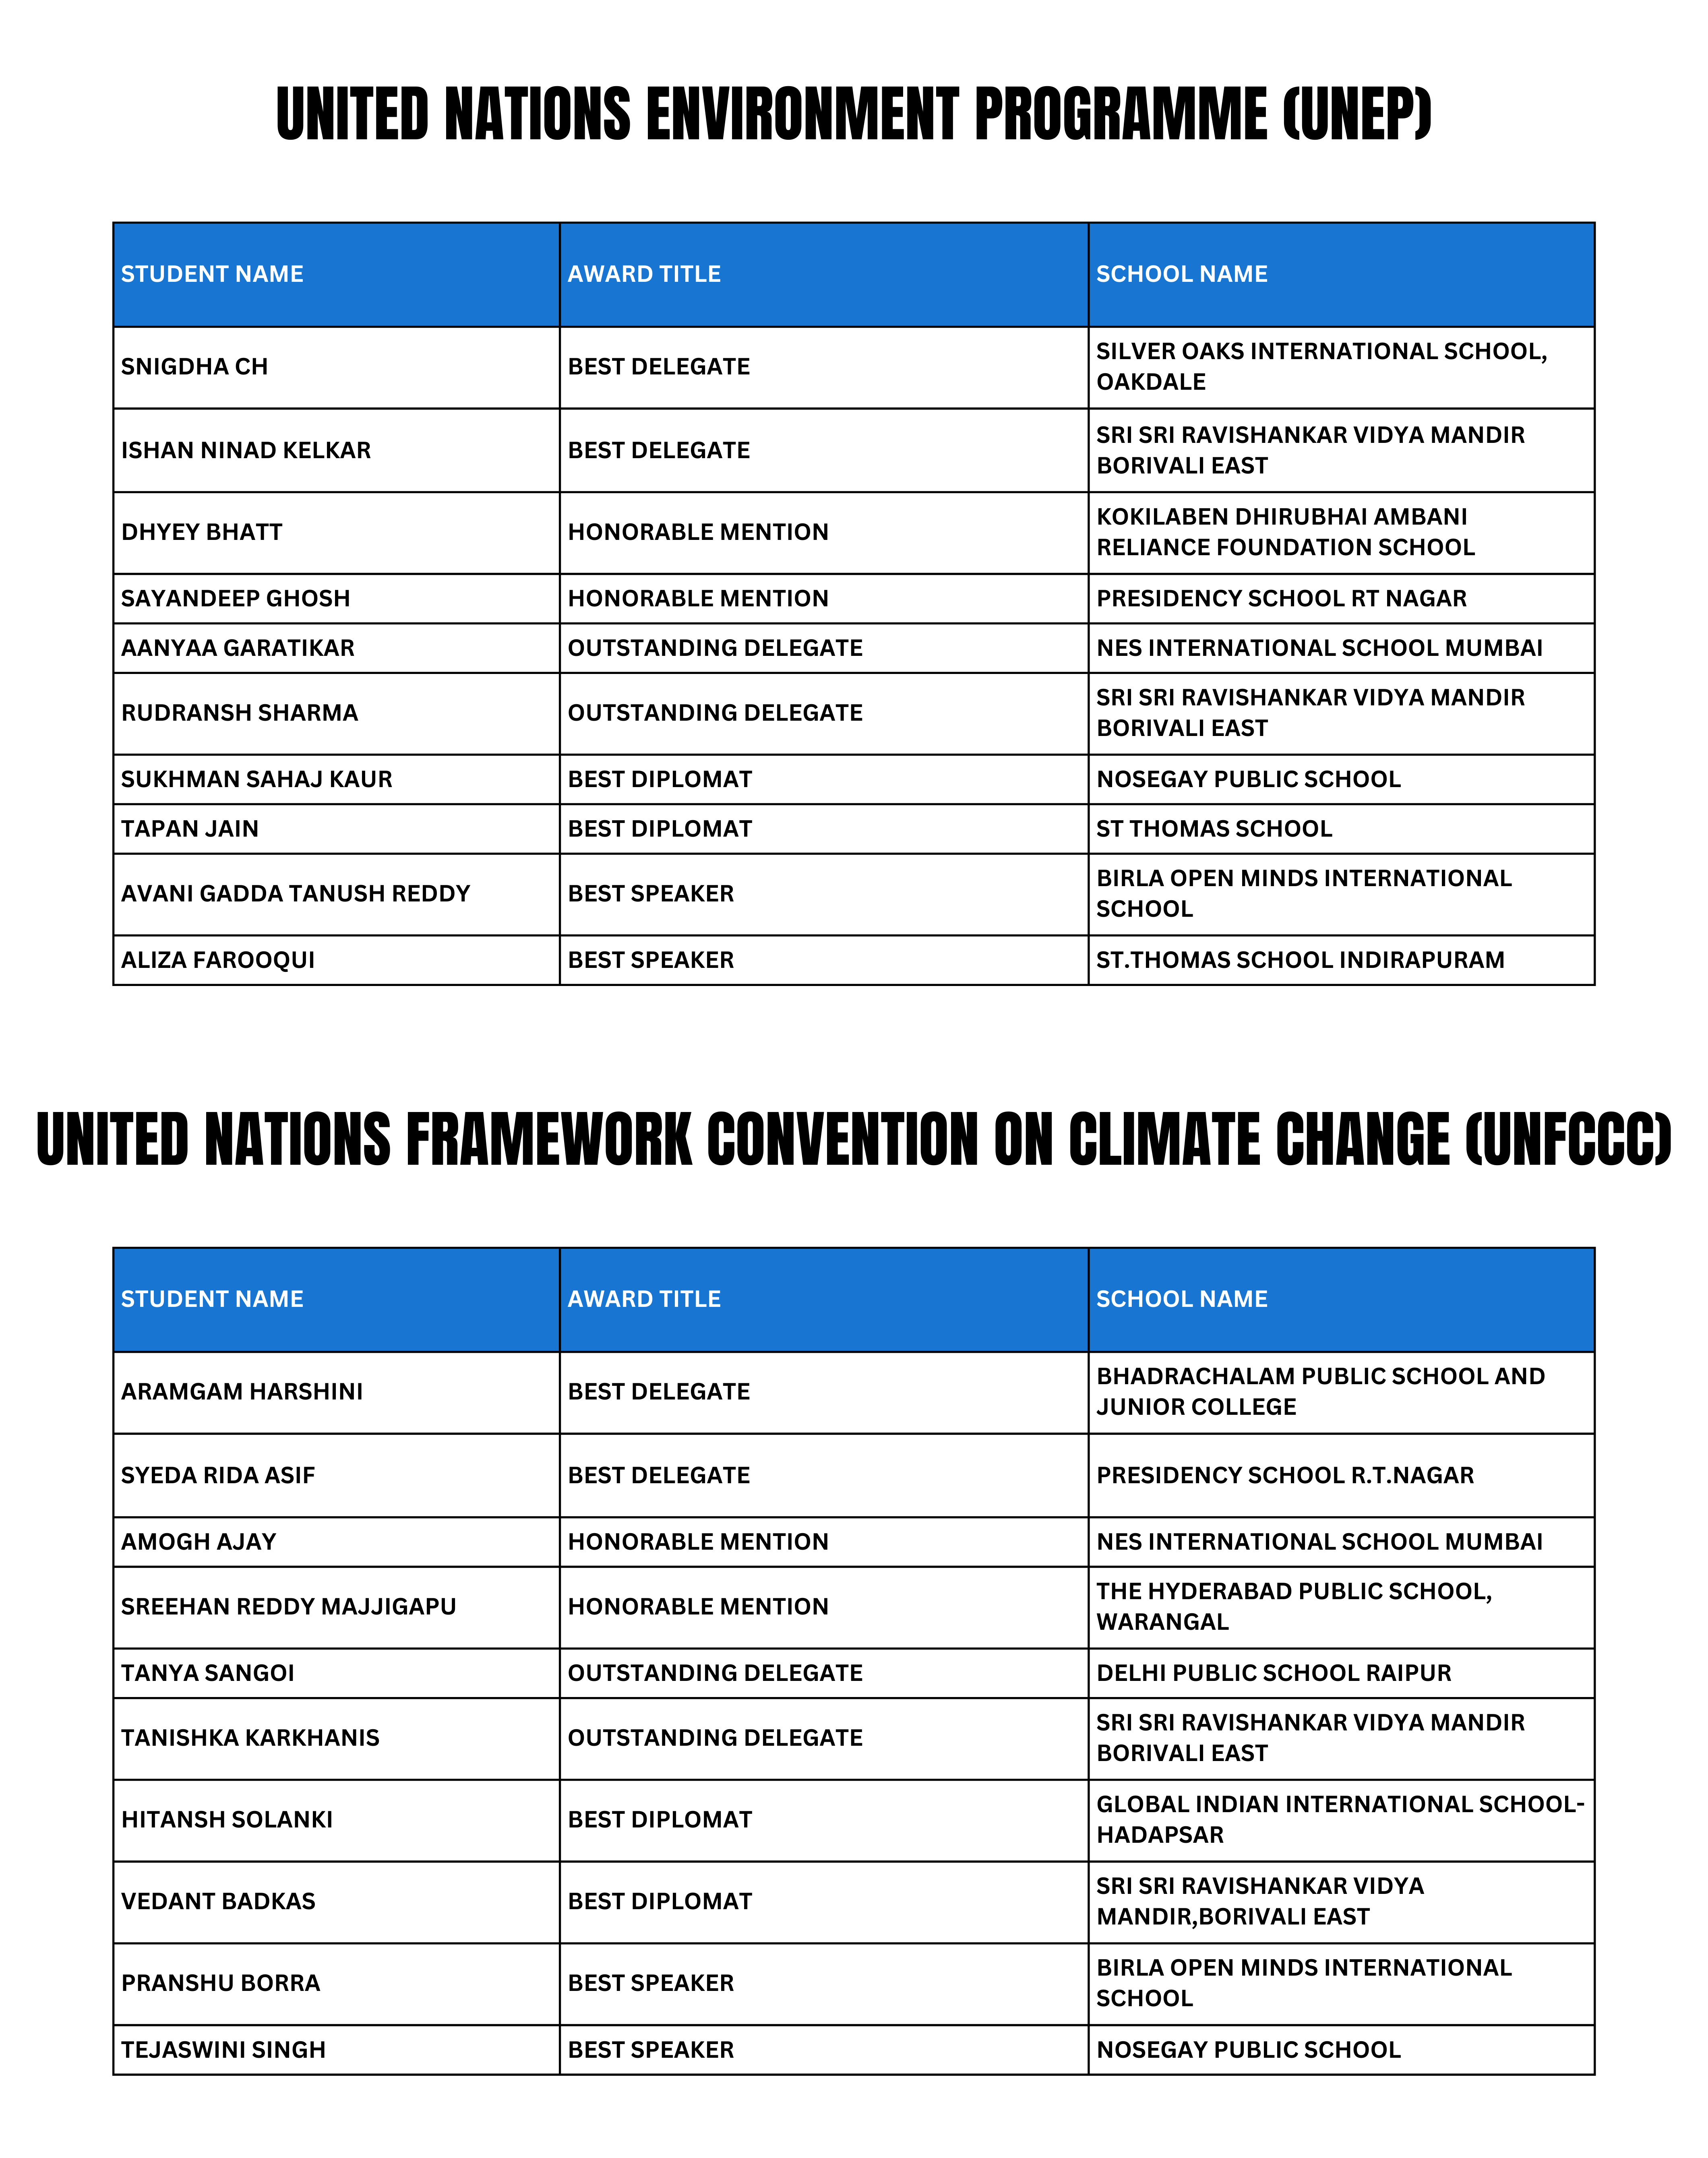 UNITED NATIONS ENVIRONMENT PROGRAMME (UNEP)
STUDENT NAME AWARD TITLE SCHOOL NAME
SNIGDHA CH BEST DELEGATE SILVER OAKS INTERNATIONAL SCHOOL,
OAKDALE
ISHAN NINAD KELKAR BEST DELEGATE SRI SRI RAVISHANKAR VIDYA MANDIR
BORIVALI EAST
DHYEY BHATT HONORABLE MENTION KOKILABEN DHIRUBHAI AMBANI
RELIANCE FOUNDATION SCHOOL
SAYANDEEP GHOSH HONORABLE MENTION PRESIDENCY SCHOOL RT NAGAR
AANYAA GARATIKAR OUTSTANDING DELEGATE NES INTERNATIONAL SCHOOL MUMBAI
RUDRANSH SHARMA OUTSTANDING DELEGATE SRI SRI RAVISHANKAR VIDYA MANDIR
BORIVALI EAST
SUKHMAN SAHAJ KAUR BEST DIPLOMAT NOSEGAY PUBLIC SCHOOL
TAPAN JAIN BEST DIPLOMAT ST THOMAS SCHOOL
AVANI GADDA TANUSH REDDY BEST SPEAKER BIRLA OPEN MINDS INTERNATIONAL
SCHOOL
ALIZA FAROOQUI BEST SPEAKER ST.THOMAS SCHOOL INDIRAPURAM
UNITED NATIONS FRAMEWORK CONVENTION ON CLIMATE CHANGE (UNFCCC)
STUDENT NAME AWARD TITLE SCHOOL NAME
ARAMGAM HARSHINI BEST DELEGATE BHADRACHALAM PUBLIC SCHOOL AND
JUNIOR COLLEGE
SYEDA RIDA ASIF BEST DELEGATE PRESIDENCY SCHOOL R.T.NAGAR
AMOGH AJAY HONORABLE MENTION NES INTERNATIONAL SCHOOL MUMBAI
SREEHAN REDDY MAJJIGAPU HONORABLE MENTION THE HYDERABAD PUBLIC SCHOOL,
WARANGAL
TANYA SANGOI OUTSTANDING DELEGATE DELHI PUBLIC SCHOOL RAIPUR
TANISHKA KARKHANIS OUTSTANDING DELEGATE SRI SRI RAVISHANKAR VIDYA MANDIR
BORIVALI EAST
HITANSH SOLANKI BEST DIPLOMAT GLOBAL INDIAN INTERNATIONAL SCHOOL-
HADAPSAR
VEDANT BADKAS BEST DIPLOMAT SRI SRI RAVISHANKAR VIDYA
MANDIR,BORIVALI EAST
PRANSHU BORRA BEST SPEAKER BIRLA OPEN MINDS INTERNATIONAL
SCHOOL
TEJASWINI SINGH BEST SPEAKER NOSEGAY PUBLIC SCHOOL